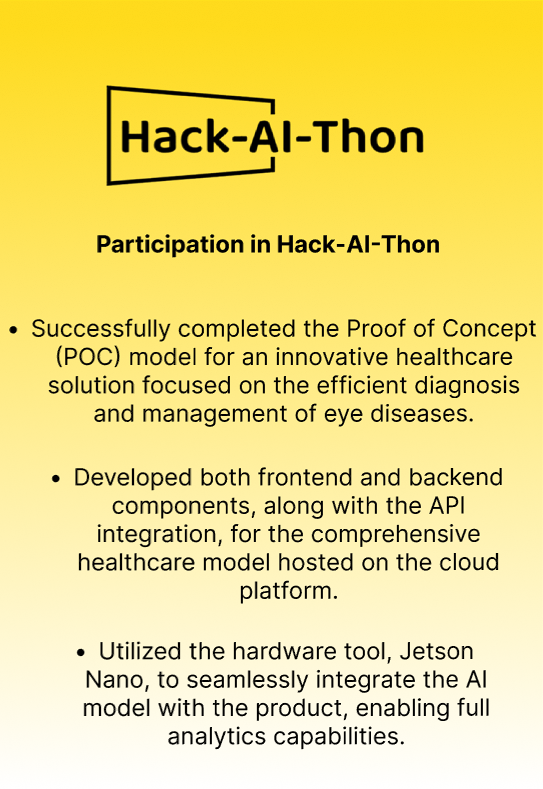 Hack-AI-Thon
Participation in Hack-AI-Thon
• Successfully completed the Proof of Concept
(POC) model for an innovative healthcare
solution focused on the efficient diagnosis
and management of eye diseases.
• Developed both frontend and backend
components, along with the API
integration, for the comprehensive
healthcare model hosted on the cloud
platform.
• Utilized the hardware tool, Jetson
Nano, to seamlessly integrate the AI
model with the product, enabling full
analytics capabilities.